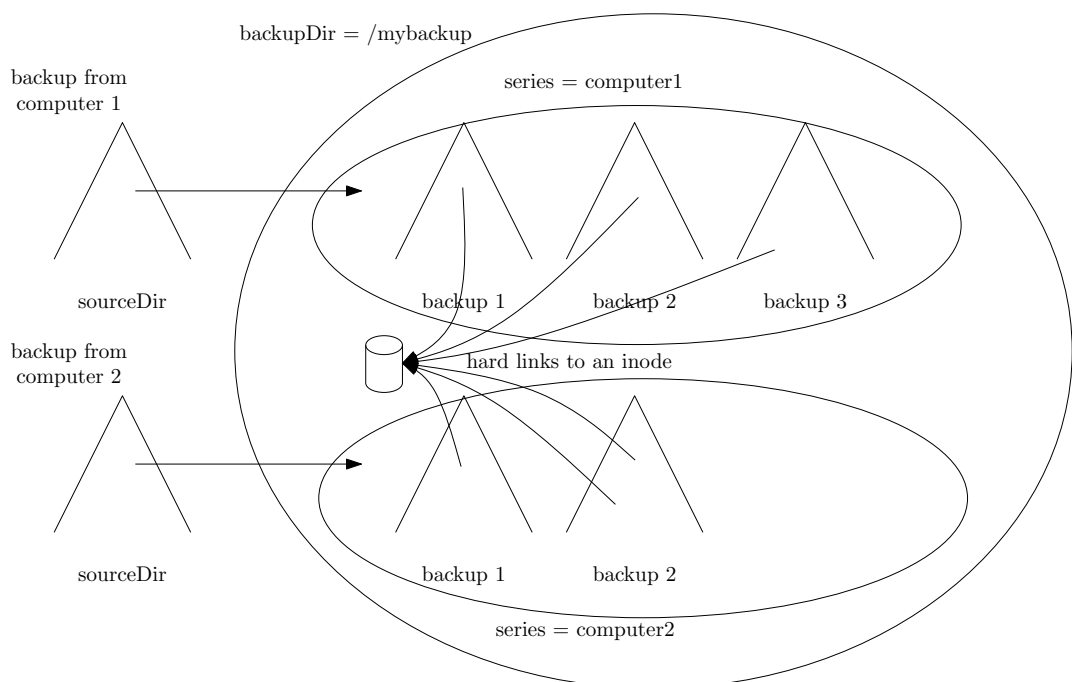 backupDir = /mybackup
backup from
computer 1
series = computer1
sourceDir
backup 1
backup 2
backup 3
backup from
computer 2
hard links to an inode
sourceDir
backup 1
backup 2
series = computer2